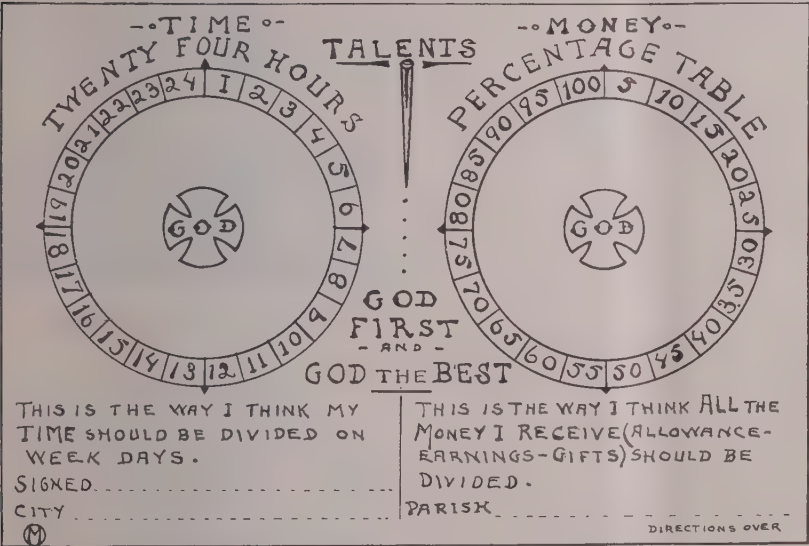 TIME
TWENTY FOUR HOURS
1 2 3 4 5 6 7 8 9 10 11 12 13 14 15 16 17 18 19 20 21 22 23 24
GOD
TALENTS
GOD
FIRST
- AND -
GOD THE BEST
MONEY
PERCENTAGE TABLE
5 10 15 20 25 30 35 40 45 50 55 60 65 70 75 80 85 90 95 100
GOD
THIS IS THE WAY I THINK MY
TIME SHOULD BE DIVIDED ON
WEEK DAYS.
SIGNED
CITY
M
THIS IS THE WAY I THINK ALL THE
MONEY I RECEIVE (ALLOWANCE-
EARNINGS-GIFTS) SHOULD BE
DIVIDED.
PARISH
DIRECTIONS OVER